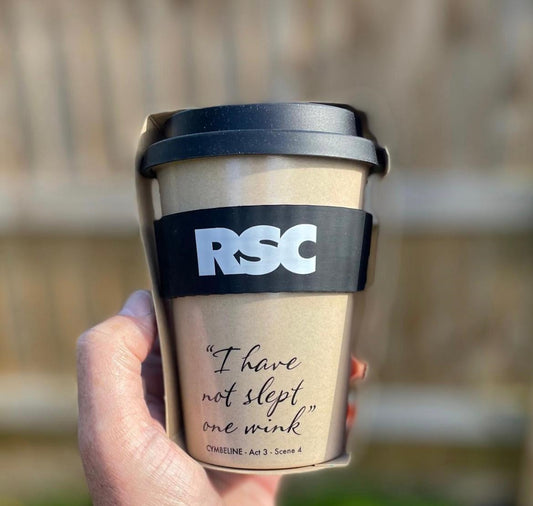 RSC
“I have
not slept
one wink”
CYMBELINE - Act 3 - Scene 4